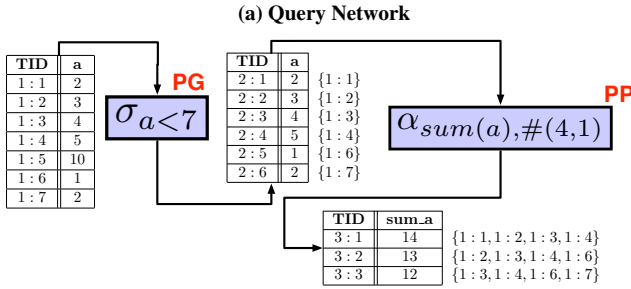 (a) Query Network
TID a
1 : 1 2
1 : 2 3
1 : 3 4
1 : 4 5
1 : 5 10
1 : 6 1
1 : 7 2
PG
σa<7
TID a
2 : 1 2 {1 : 1}
2 : 2 3 {1 : 2}
2 : 3 4 {1 : 3}
2 : 4 5 {1 : 4}
2 : 5 1 {1 : 6}
2 : 6 2 {1 : 7}
PP
αsum(a),#(4,1)
TID sum_a
3 : 1 14 {1 : 1, 1 : 2, 1 : 3, 1 : 4}
3 : 2 13 {1 : 2, 1 : 3, 1 : 4, 1 : 6}
3 : 3 12 {1 : 3, 1 : 4, 1 : 6, 1 : 7}